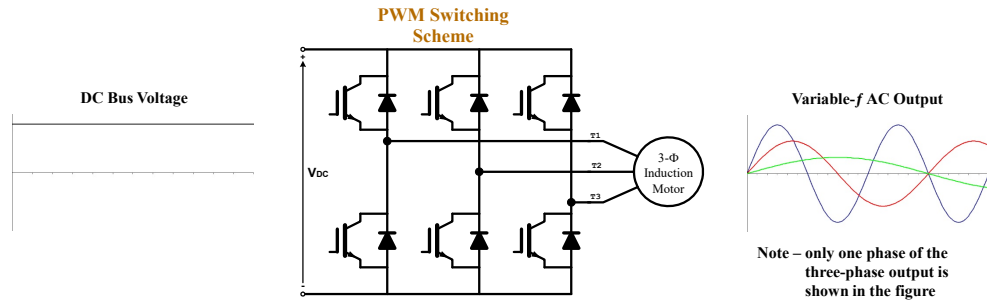 PWM Switching
Scheme
DC Bus Voltage
+
VDC
-
T1
T2
T3
3-Φ
Induction
Motor
Variable-f AC Output
Note – only one phase of the
three-phase output is
shown in the figure